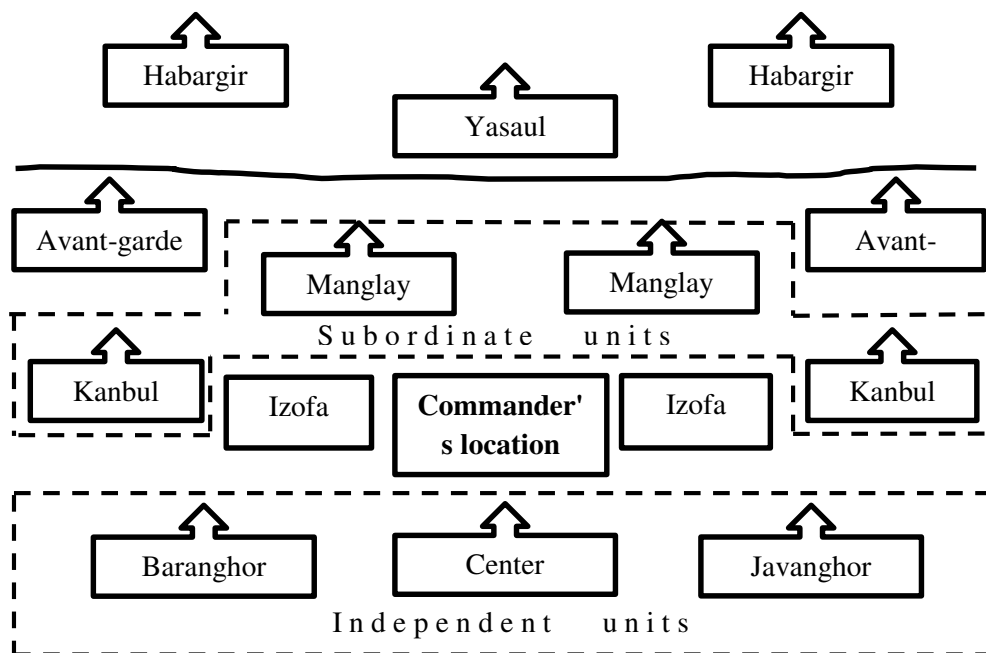 Habargir
Habargir
Yasaul
Avant-garde
Avant-
Manglay
Manglay
Subordinate units
Kanbul
Kanbul
Izofa
Commander'
s location
Izofa
Baranghor
Center
Javanghor
Independent units